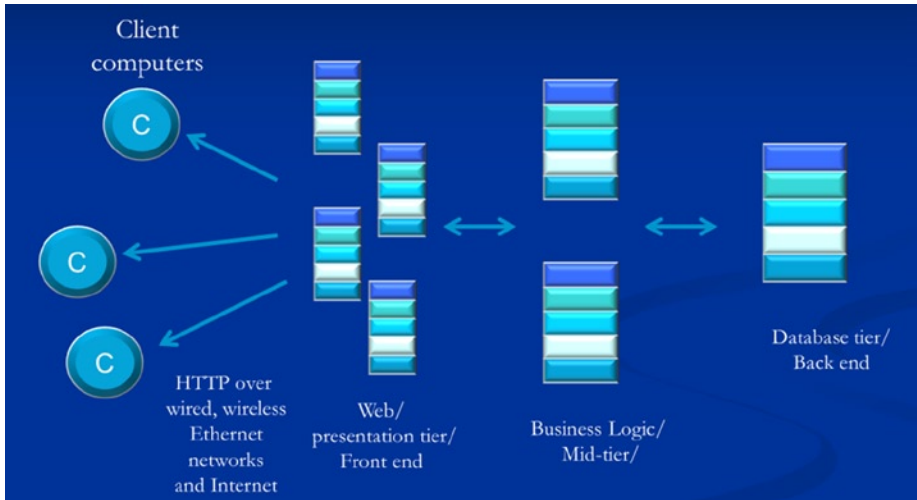 Client
computers
C
C
C
HTTP over
wired, wireless
Ethernet
networks
and Internet
Web/
presentation tier/
Front end
Business Logic/
Mid-tier/
Database tier/
Back end